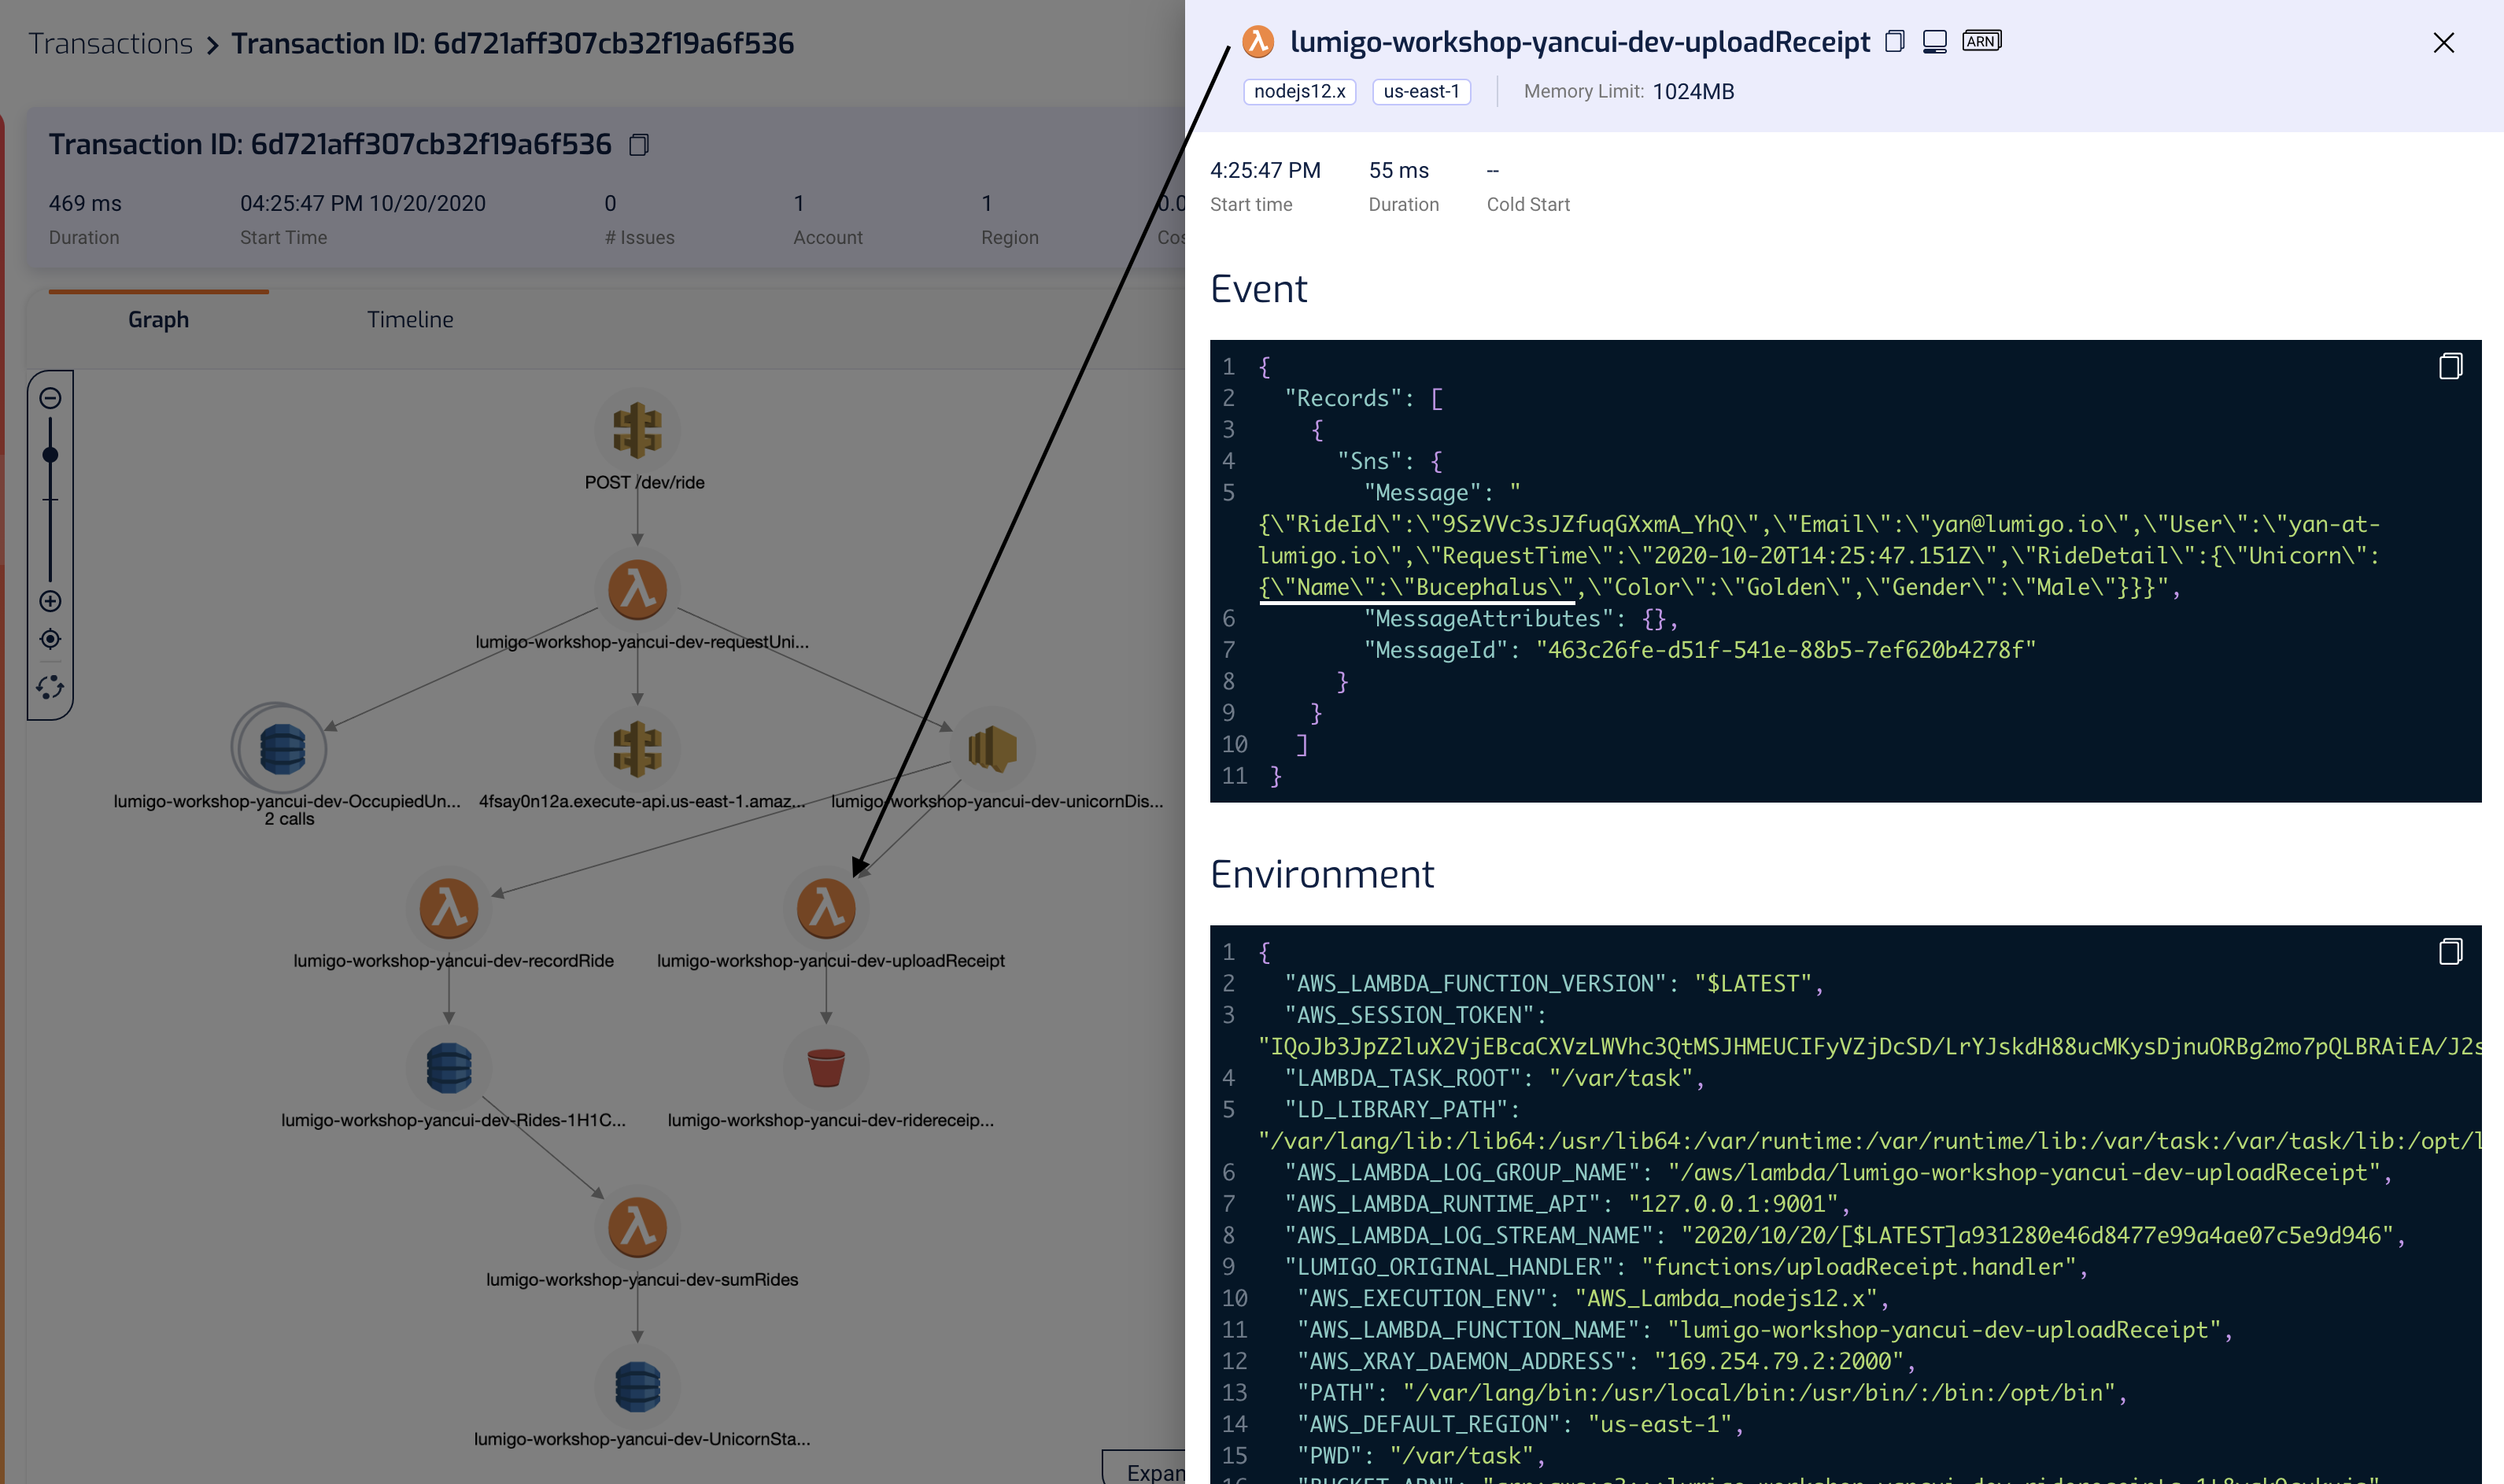 Transactions > Transaction ID: 6d721aff307cb32f19a6f536
Transaction ID: 6d721aff307cb32f19a6f536
469 ms
Duration
04:25:47 PM 10/20/2020
Start Time
0
# Issues
1
Account
1
Region
0.0
Cos
Graph
Timeline
POST /dev/ride
lumigo-workshop-yancui-dev-requestUni...
lumigo-workshop-yancui-dev-OccupiedUn...
2 calls
4fsay0n12a.execute-api.us-east-1.amaz...
lumigo-workshop-yancui-dev-unicornDis...
lumigo-workshop-yancui-dev-recordRide
lumigo-workshop-yancui-dev-uploadReceipt
lumigo-workshop-yancui-dev-Rides-1H1C...
lumigo-workshop-yancui-dev-ridereceip...
lumigo-workshop-yancui-dev-sumRides
lumigo-workshop-yancui-dev-UnicornSta...
Expan
lumigo-workshop-yancui-dev-uploadReceipt
ARN
nodejs12.x
us-east-1
Memory Limit: 1024MB
4:25:47 PM
Start time
55 ms
Duration
--
Cold Start
Event
1 {
2 "Records": [
3 {
4 "Sns": {
5 "Message": "
{\"RideId\":\"9SzVVc3sJZfuqGXxmA_YhQ\",\"Email\":\"yan@lumigo.io\",\"User\":\"yan-at-
lumigo.io\",\"RequestTime\":\"2020-10-20T14:25:47.151Z\",\"RideDetail\":{\"Unicorn\":
{\"Name\":\"Bucephalus\",\"Color\":\"Golden\",\"Gender\":\"Male\"}}}",
6 "MessageAttributes": {},
7 "MessageId": "463c26fe-d51f-541e-88b5-7ef620b4278f"
8 }
9 }
10 ]
11 }
Environment
1 {
2 "AWS_LAMBDA_FUNCTION_VERSION": "$LATEST",
3 "AWS_SESSION_TOKEN":
"IQoJb3JpZ2luX2VjEBcaCXVzLWVhc3QtMSJHMEUCIFyVZjDcSD/LrYJskdH88ucMKysDjnuORBg2mo7pQLBRAiEA/J2s
4 "LAMBDA_TASK_ROOT": "/var/task",
5 "LD_LIBRARY_PATH":
"/var/lang/lib:/lib64:/usr/lib64:/var/runtime:/var/runtime/lib:/var/task:/var/task/lib:/opt/l
6 "AWS_LAMBDA_LOG_GROUP_NAME": "/aws/lambda/lumigo-workshop-yancui-dev-uploadReceipt",
7 "AWS_LAMBDA_RUNTIME_API": "127.0.0.1:9001",
8 "AWS_LAMBDA_LOG_STREAM_NAME": "2020/10/20/[$LATEST]a931280e46d8477e99a4ae07c5e9d946",
9 "LUMIGO_ORIGINAL_HANDLER": "functions/uploadReceipt.handler",
10 "AWS_EXECUTION_ENV": "AWS_Lambda_nodejs12.x",
11 "AWS_LAMBDA_FUNCTION_NAME": "lumigo-workshop-yancui-dev-uploadReceipt",
12 "AWS_XRAY_DAEMON_ADDRESS": "169.254.79.2:2000",
13 "PATH": "/var/lang/bin:/usr/local/bin:/usr/bin/:/bin:/opt/bin",
14 "AWS_DEFAULT_REGION": "us-east-1",
15 "PWD": "/var/task",